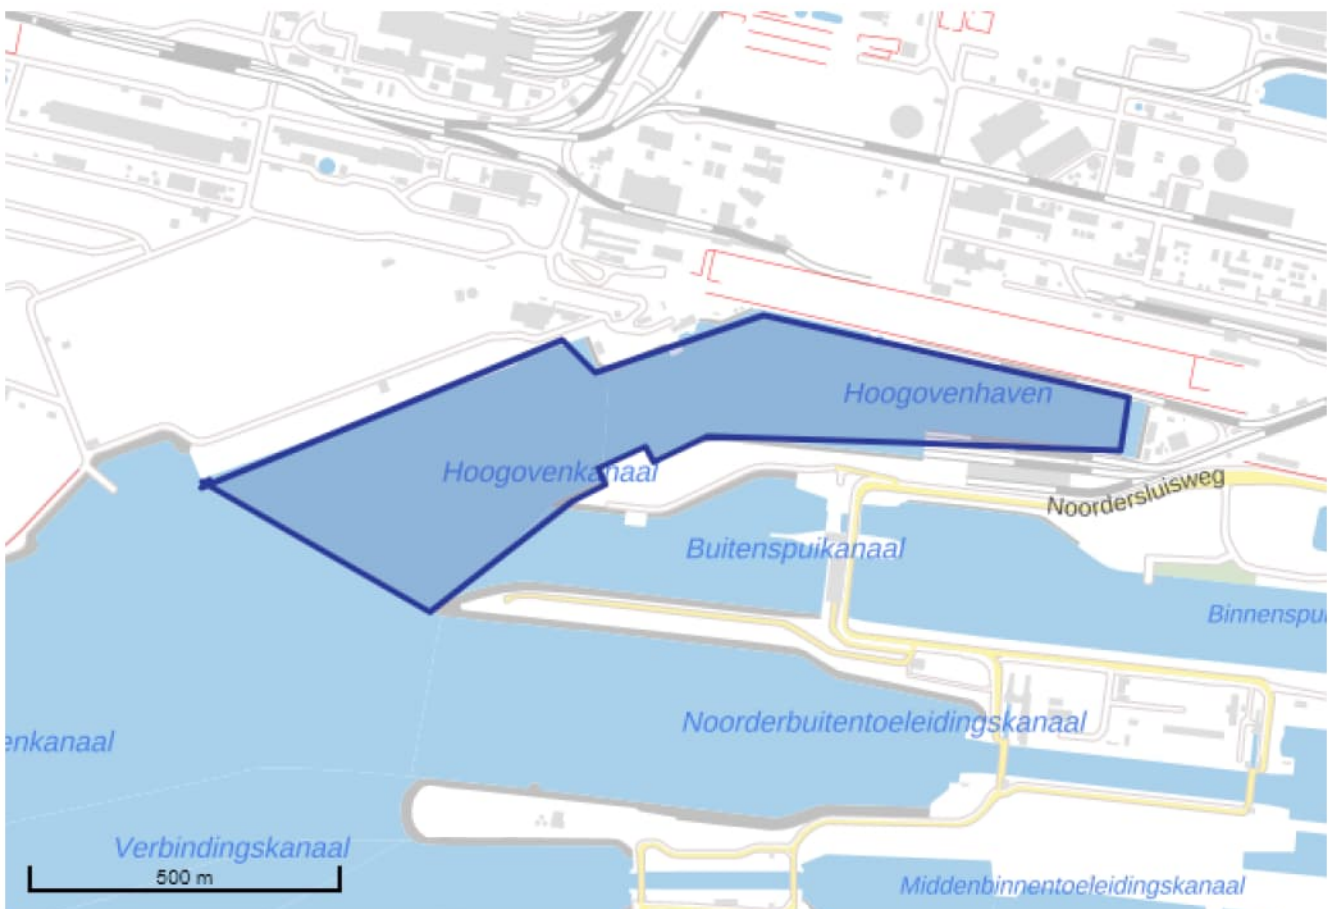 Hoogovenhaven
Hoogovenkanaal
Noordersluisweg
Buitenspuikanaal
Binnenspui
Noorderbuitentoeleidingskanaal
enkanaal
Verbindingskanaal
500 m
Middenbinnentoeleidingskanaal